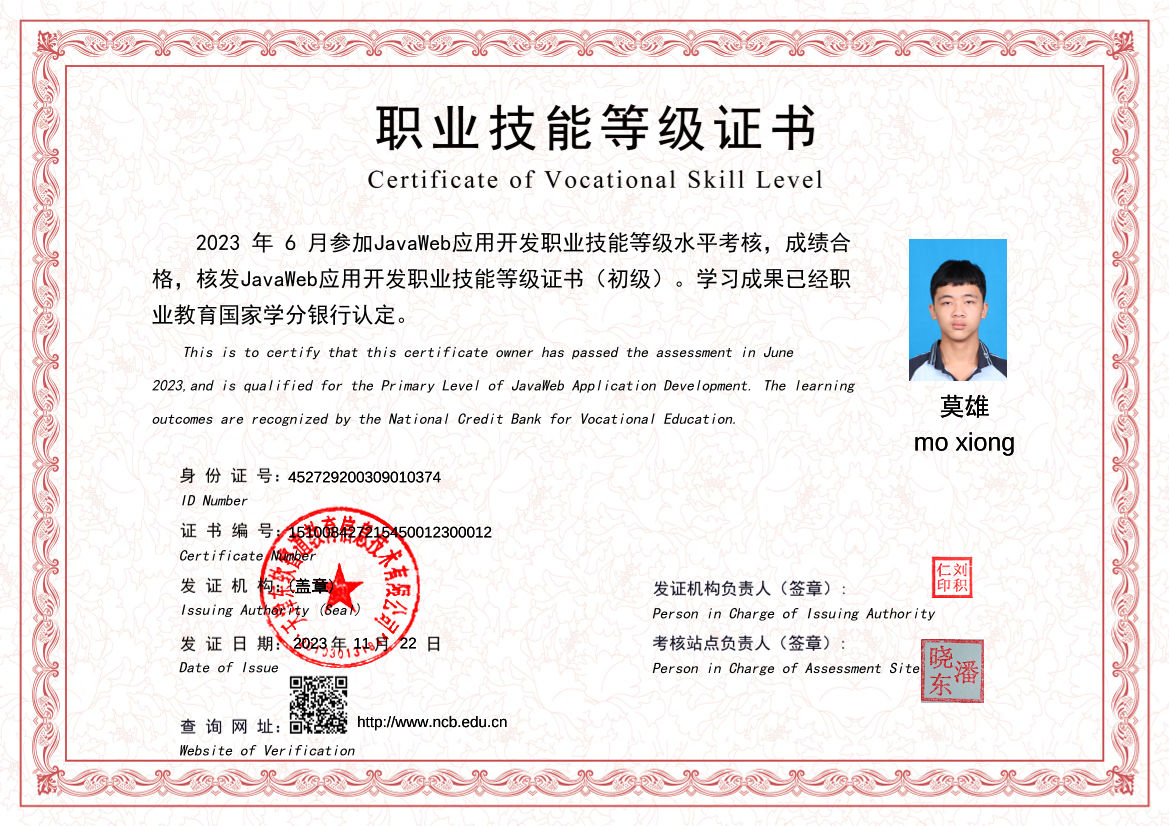 职业技能等级证书
Certificate of Vocational Skill Level
2023 年 6 月参加JavaWeb应用开发职业技能等级水平考核，成绩合
格，核发JavaWeb应用开发职业技能等级证书（初级）。学习成果已经职
业教育国家学分银行认定。
This is to certify that this certificate owner has passed the assessment in June
2023,and is qualified for the Primary Level of JavaWeb Application Development. The learning
outcomes are recognized by the National Credit Bank for Vocational Education.
莫雄
mo xiong
身 份 证 号：452729200309010374
ID Number
证 书 编 号：151008427215450012300012
Certificate Number
发 证 机 构：(盖章)
Issuing Authority (Seal)
发 证 日 期：2023 年 11 月 22 日
Date of Issue
查 询 网 址：http://www.ncb.edu.cn
Website of Verification
发证机构负责人（签章）:
Person in Charge of Issuing Authority
仁刘
印积
考核站点负责人（签章）:
Person in Charge of Assessment Site
晓潘
东